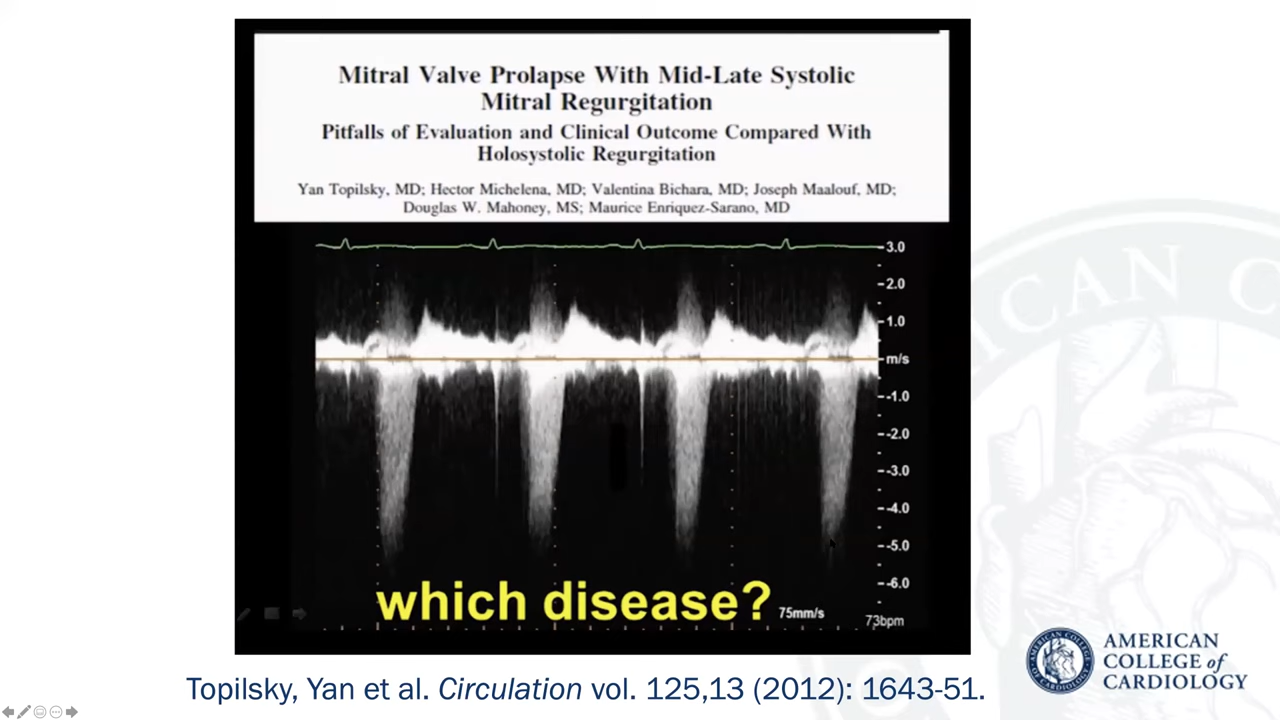 Mitral Valve Prolapse With Mid-Late Systolic
Mitral Regurgitation
Pitfalls of Evaluation and Clinical Outcome Compared With
Holosystolic Regurgitation
Yan Topilsky, MD; Hector Michelena, MD; Valentina Bichara, MD; Joseph Maalouf, MD;
Douglas W. Mahoney, MS; Maurice Enriquez-Sarano, MD
3.0
2.0
1.0
m/s
-1.0
-2.0
-3.0
-4.0
-5.0
-6.0
which disease?
75mm/s
73bpm
Topilsky, Yan et al. Circulation vol. 125,13 (2012): 1643-51.
AMERICAN
COLLEGE of
CARDIOLOGY